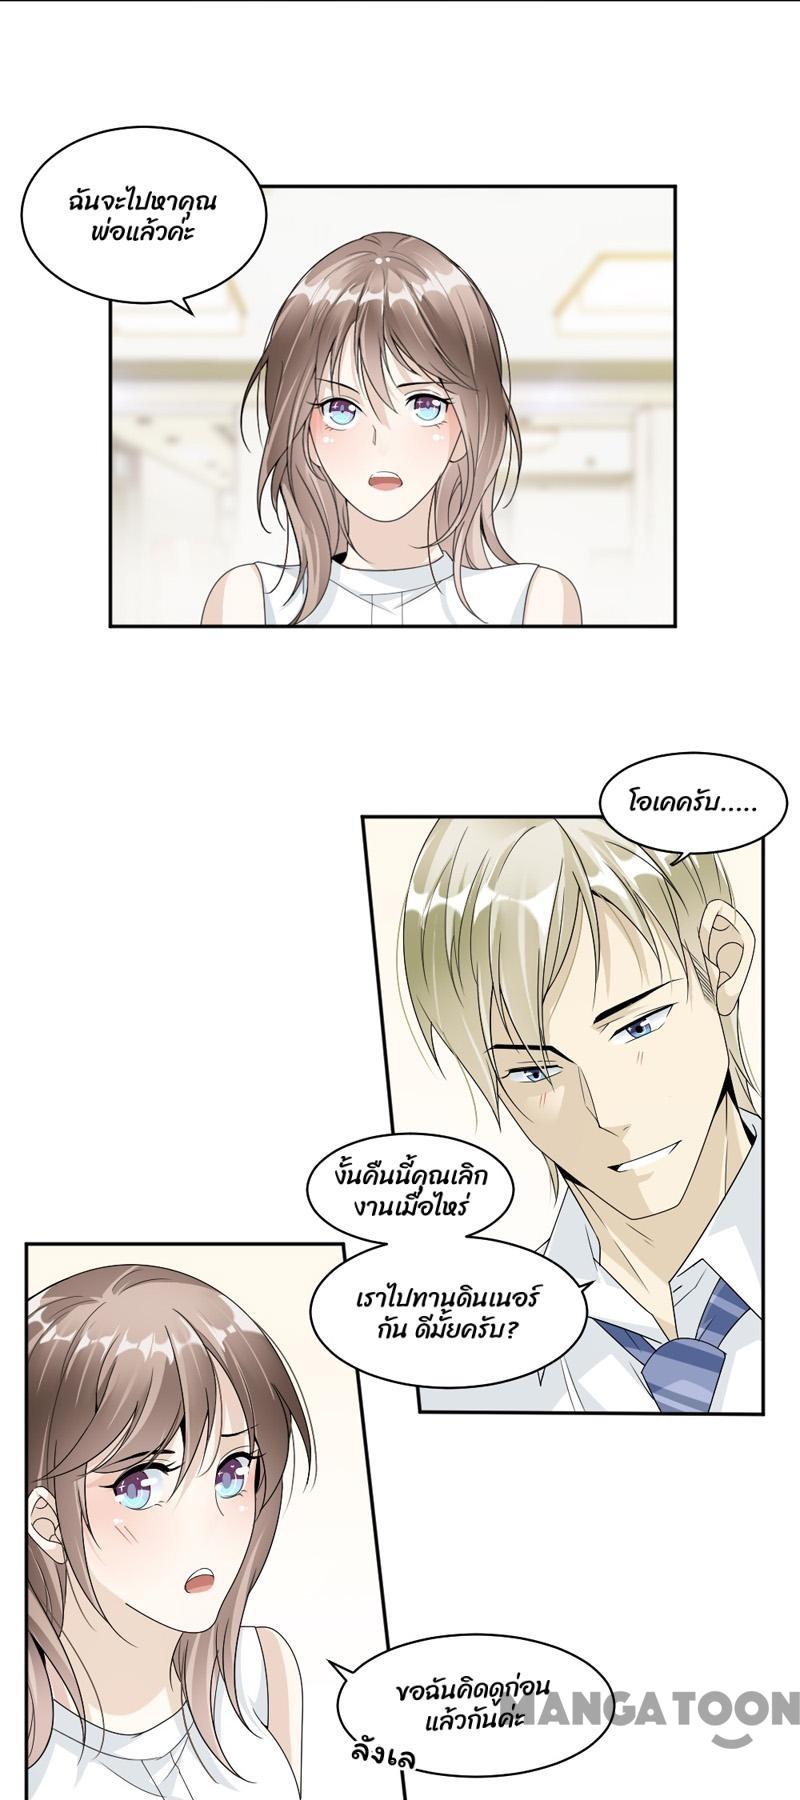 ฉันจะไปหาคุณ
พ่อแล้วค่ะ
โอเคครับ.....
งั้นคืนนี้คุณเลิก
งานเมื่อไหร่
เราไปทานดินเนอร์
กัน ดีมั้ยครับ?
ขอฉันคิดดูก่อน
แล้วกันค่ะ
ลังเล
MANGATOON